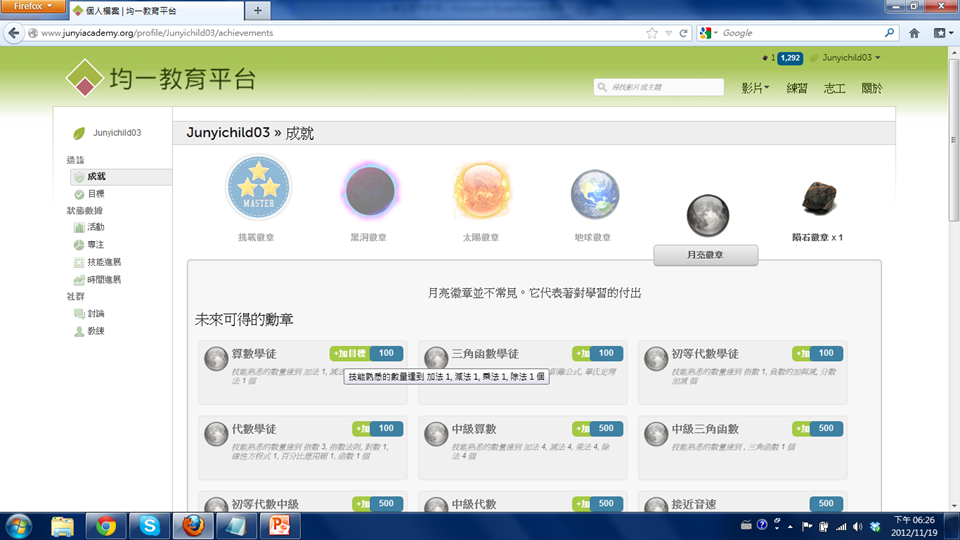 Firefox
個人檔案 | 均一教育平台
www.junyiacademy.org/profile/Junyichild03/achievements
Google
1 1,292 Junyichild03
均一教育平台
尋找影片或主題
影片 練習 志工 關於
Junyichild03
造詣
成就
目標
狀態數據
活動
專注
技能進展
時間進展
社群
討論
教練
Junyichild03 » 成就
MASTER
挑戰徽章
黑洞徽章
太陽徽章
地球徽章
月亮徽章
隕石徽章 x 1
月亮徽章並不常見。它代表著對學習的付出
未來可得的勳章
算數學徒 +加目標 100
技能熟悉的數量達到 加法 1, 減法
法 1 個
三角函數學徒 +加 100
距離公式, 畢氏定理
初等代數學徒 +加 100
技能熟悉的數量達到 指數 1, 負數的加與減, 分數
加減 個
技能熟悉的數量達到 加法 1, 減法 1, 乘法 1, 除法 1 個
代數學徒 +加 100
技能熟悉的數量達到 指數 3, 指數法則, 對數 1,
線性方程式 1, 百分比應用題 1, 函數 1 個
中級算數 +加 500
技能熟悉的數量達到 加法 4, 減法 4, 乘法 4, 除
法 4 個
中級三角函數 +加 500
技能熟悉的數量達到 , 三角函數 1 個
初等代數中級 +加 500
中級代數 +加 500
接近音速 500
下午 06:26
2012/11/19